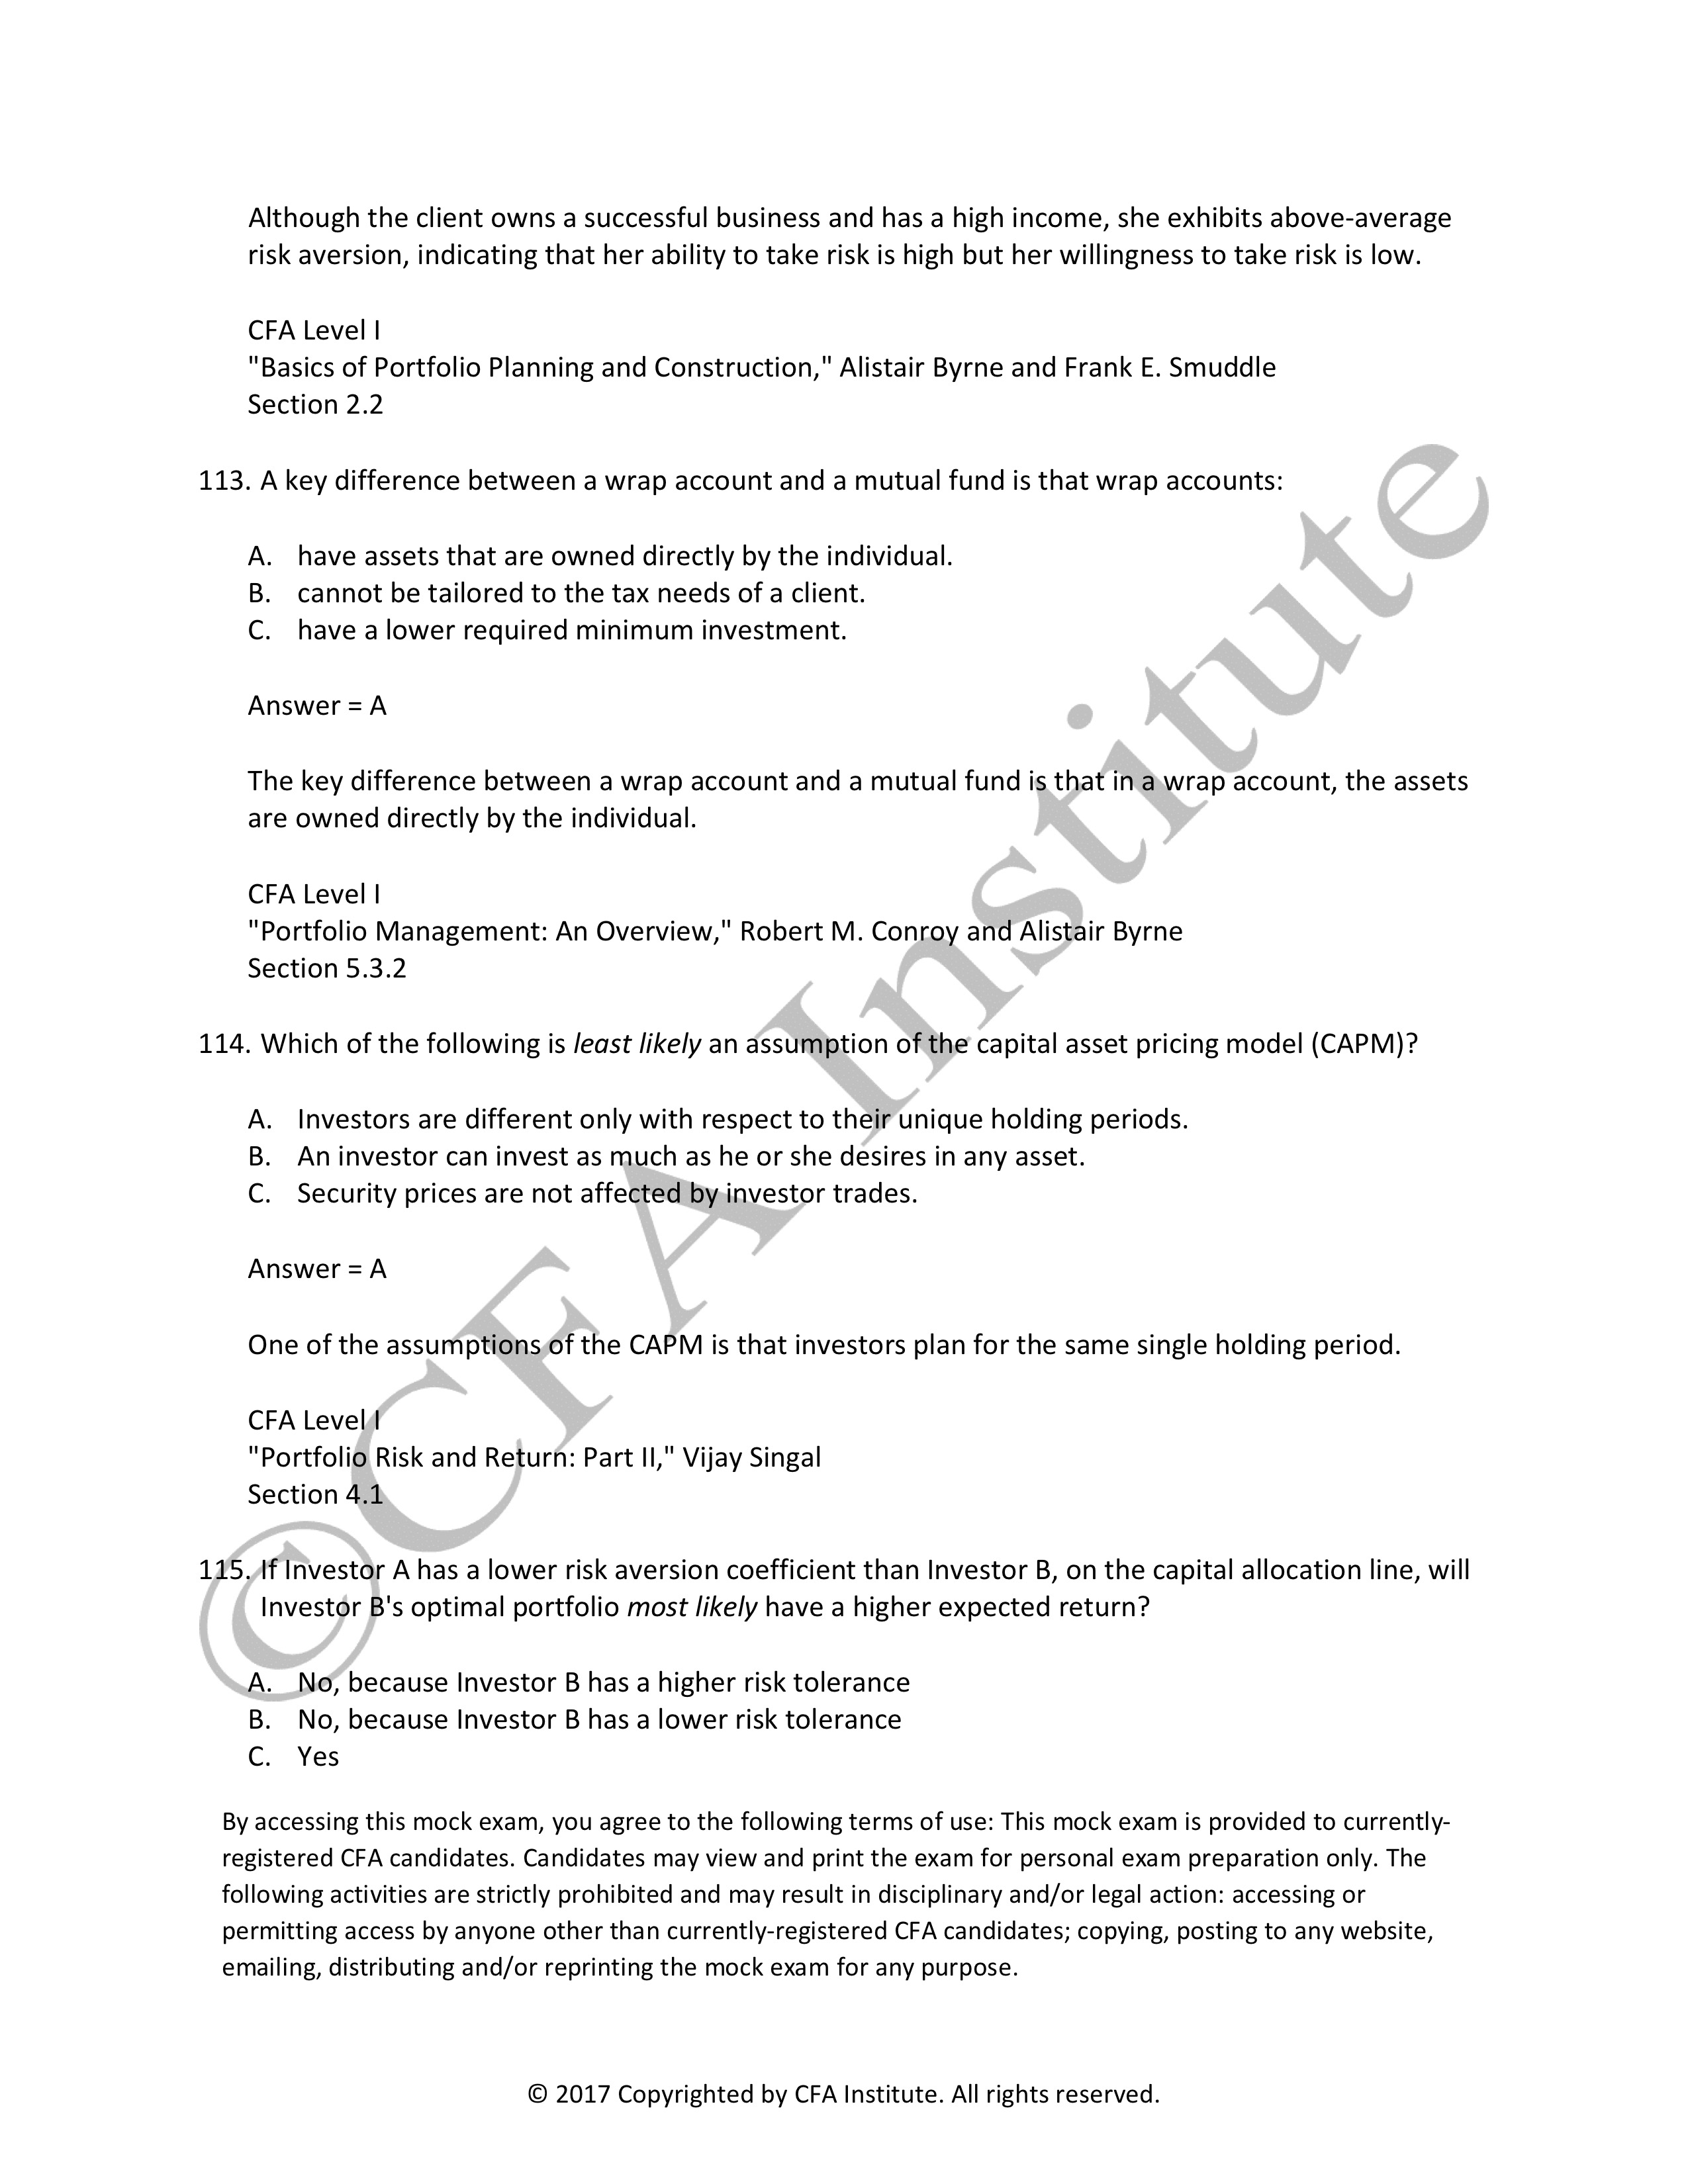 Although the client owns a successful business and has a high income, she exhibits above-average
risk aversion, indicating that her ability to take risk is high but her willingness to take risk is low.
CFA Level I
"Basics of Portfolio Planning and Construction," Alistair Byrne and Frank E. Smuddle
Section 2.2
113. A key difference between a wrap account and a mutual fund is that wrap accounts:
A. have assets that are owned directly by the individual.
B. cannot be tailored to the tax needs of a client.
C. have a lower required minimum investment.
Answer = A
The key difference between a wrap account and a mutual fund is that in a wrap account, the assets
are owned directly by the individual.
CFA Level I
"Portfolio Management: An Overview," Robert M. Conroy and Alistair Byrne
Section 5.3.2
114. Which of the following is least likely an assumption of the capital asset pricing model (CAPM)?
A. Investors are different only with respect to their unique holding periods.
B. An investor can invest as much as he or she desires in any asset.
C. Security prices are not affected by investor trades.
Answer = A
One of the assumptions of the CAPM is that investors plan for the same single holding period.
CFA Level I
"Portfolio Risk and Return: Part II," Vijay Singal
Section 4.1
115. If Investor A has a lower risk aversion coefficient than Investor B, on the capital allocation line, will
Investor B's optimal portfolio most likely have a higher expected return?
A. No, because Investor B has a higher risk tolerance
B. No, because Investor B has a lower risk tolerance
C. Yes
By accessing this mock exam, you agree to the following terms of use: This mock exam is provided to currently-
registered CFA candidates. Candidates may view and print the exam for personal exam preparation only. The
following activities are strictly prohibited and may result in disciplinary and/or legal action: accessing or
permitting access by anyone other than currently-registered CFA candidates; copying, posting to any website,
emailing, distributing and/or reprinting the mock exam for any purpose.
© 2017 Copyrighted by CFA Institute. All rights reserved.
©CFA Institute